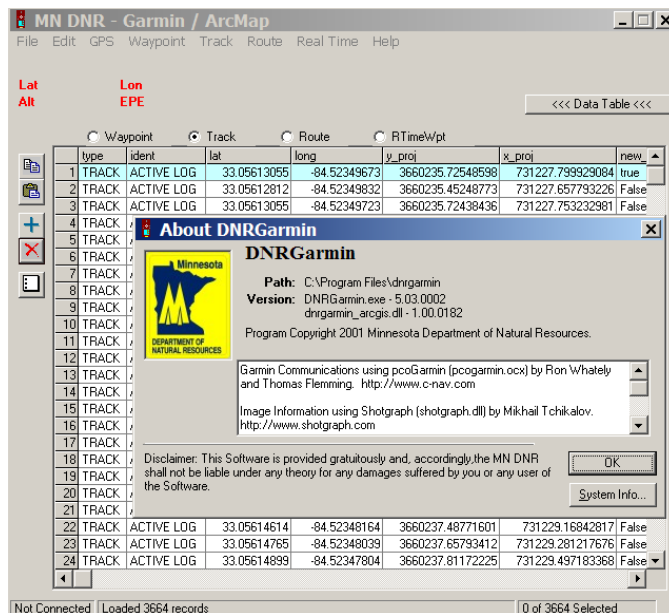 MN DNR - Garmin / ArcMap
File Edit GPS Waypoint Track Route Real Time Help
Lat Lon
Alt EPE
<<< Data Table <<<
Waypoint Track Route RTimeWpt
type ident lat long y_proj x_proj new_
1 TRACK ACTIVE LOG 33.05613055 -84.52349673 3660235.72548598 731227.799929084 true
2 TRACK ACTIVE LOG 33.05612812 -84.52349832 3660235.45248773 731227.657793226 False
3 TRACK ACTIVE LOG 33.05613055 -84.52349723 3660235.72438436 731227.753232981 False
4 TRACK
5 TRACK
6 TRACK
7 TRACK
8 TRACK
9 TRACK
10 TRACK
11 TRACK
12 TRACK
13 TRACK
14 TRACK
15 TRACK
16 TRACK
17 TRACK
18 TRACK
19 TRACK
20 TRACK
21 TRACK
22 TRACK ACTIVE LOG 33.05614614 -84.52348164 3660237.48771601 731229.16842817 False
23 TRACK ACTIVE LOG 33.05614765 -84.52348039 3660237.65793412 731229.281217676 False
24 TRACK ACTIVE LOG 33.05614899 -84.52347804 3660237.81172225 731229.497183368 False
About DNRGarmin
Minnesota
DEPARTMENT OF
NATURAL RESOURCES
DNRGarmin
Path: C:\Program Files\dnrgarmin
Version: DNRGarmin.exe - 5.03.0002
dnrgarmin_arcgis.dll - 1.00.0182
Program Copyright 2001 Minnesota Department of Natural Resources.
Garmin Communications using pcoGarmin (pcogarmin.ocx) by Ron Whately
and Thomas Flemming. http://www.c-nav.com
Image Information using Shotgraph (shotgraph.dll) by Mikhail Tchikalov.
http://www.shotgraph.com
Disclaimer: This Software is provided gratuitously and, accordingly,the MN DNR
shall not be liable under any theory for any damages suffered by you or any user of
the Software.
OK
System Info...
Not Connected Loaded 3664 records 0 of 3664 Selected